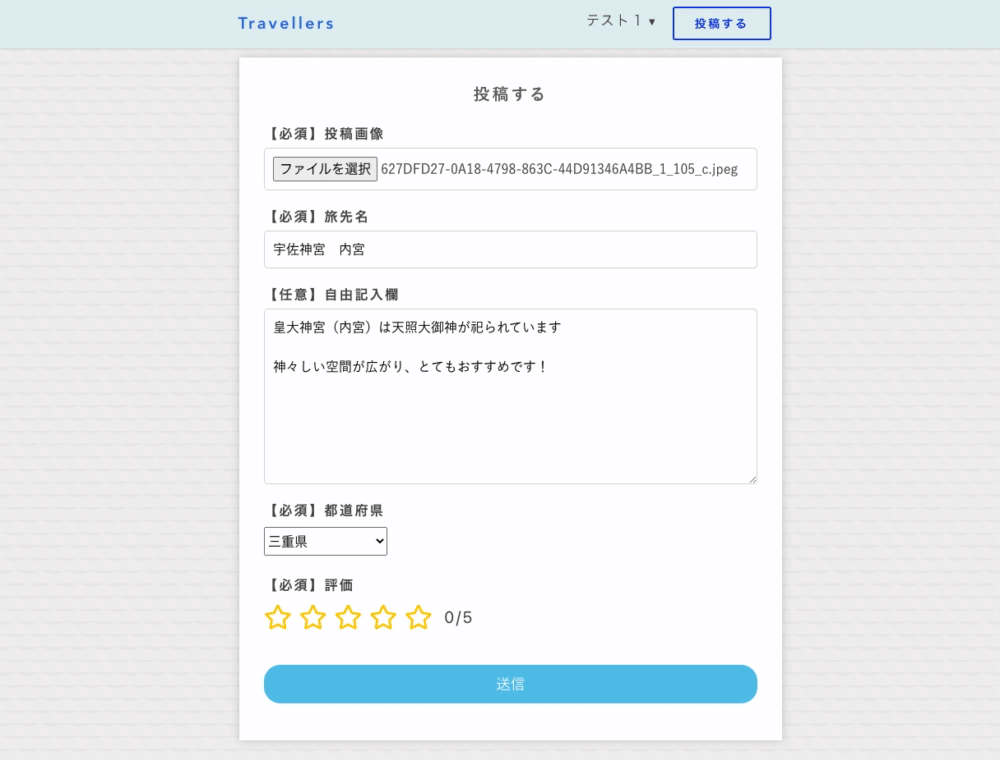 Travellers
テスト１ ▼
投稿する
投稿する
【必須】投稿画像
ファイルを選択 627DFD27-0A18-4798-863C-44D91346A4BB_1_105_c.jpeg
【必須】旅先名
宇佐神宮　内宮
【任意】自由記入欄
皇大神宮（内宮）は天照大御神が祀られています
神々しい空間が広がり、とてもおすすめです！
【必須】都道府県
三重県
【必須】評価
0/5
送信